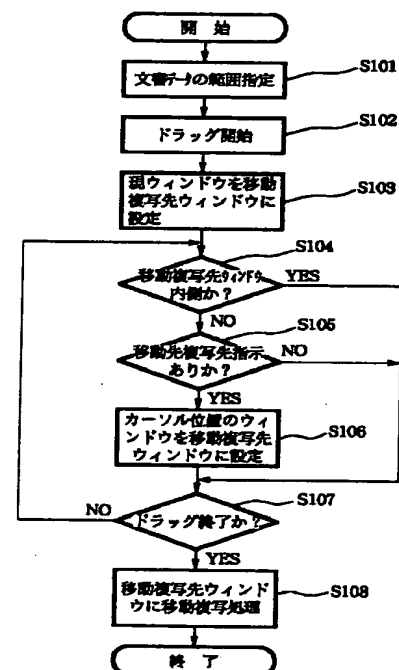 開 始
文書データの範囲指定
S101
ドラッグ開始
S102
現ウィンドウを移動
複写先ウィンドウに
設定
S103
移動複写先ウィンドウ
内側か?
S104
YES
NO
移動先複写先指示
ありか?
S105
NO
YES
カーソル位置のウィ
ンドウを移動複写先
ウィンドウに設定
S106
ドラッグ終了か?
S107
NO
YES
移動複写先ウィンド
ウに移動複写処理
S108
終 了